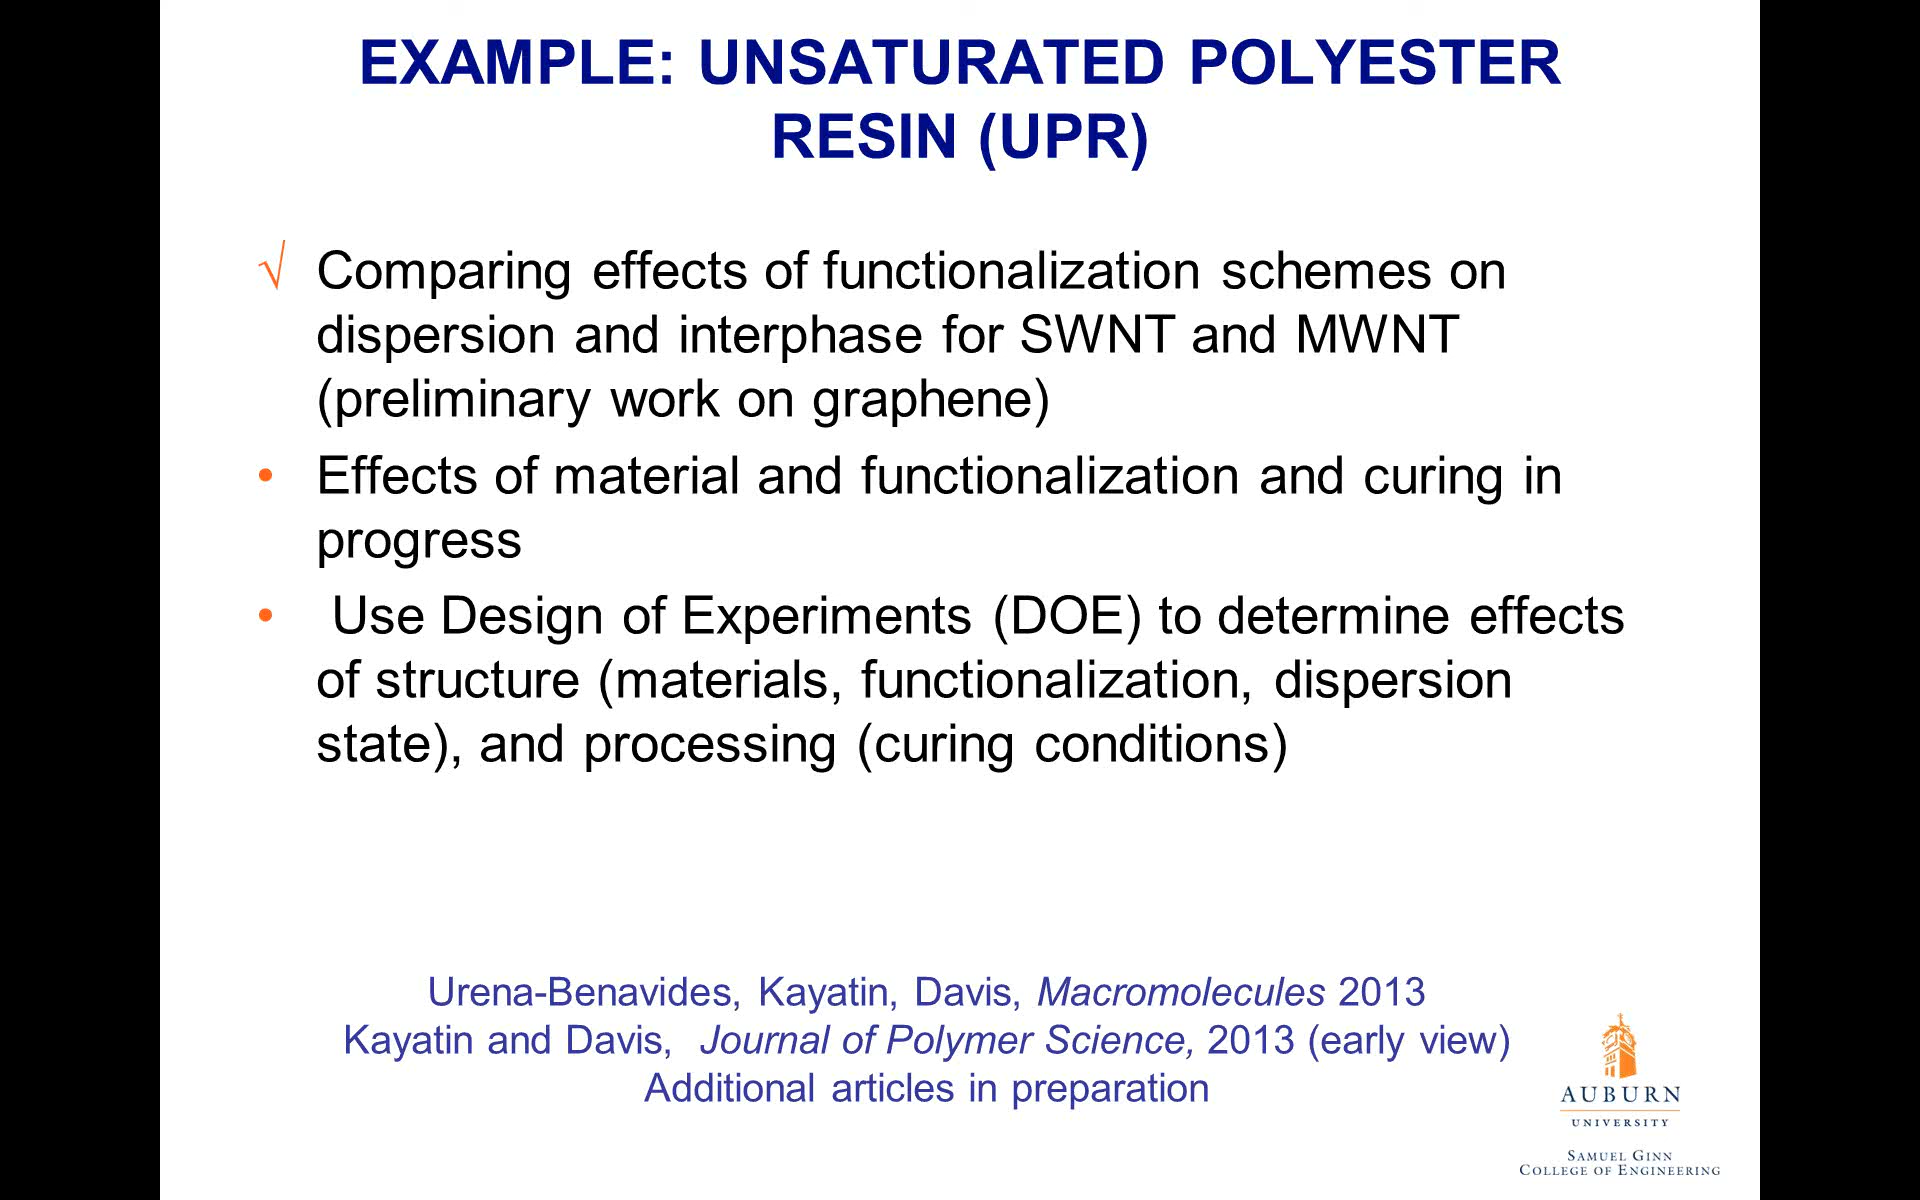 EXAMPLE: UNSATURATED POLYESTER
RESIN (UPR)
√ Comparing effects of functionalization schemes on
dispersion and interphase for SWNT and MWNT
(preliminary work on graphene)
• Effects of material and functionalization and curing in
progress
• Use Design of Experiments (DOE) to determine effects
of structure (materials, functionalization, dispersion
state), and processing (curing conditions)
Urena-Benavides, Kayatin, Davis, Macromolecules 2013
Kayatin and Davis, Journal of Polymer Science, 2013 (early view)
Additional articles in preparation
AUBURN
UNIVERSITY
SAMUEL GINN
COLLEGE OF ENGINEERING